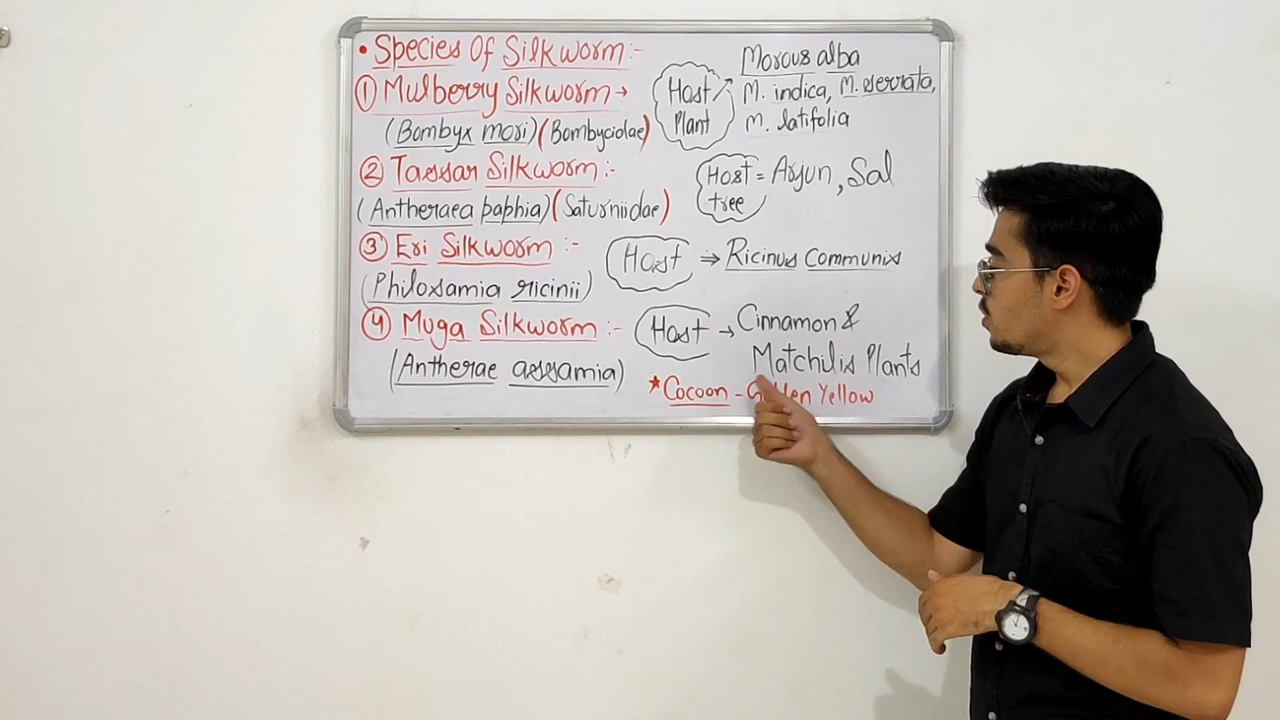 • Species Of Silkworm:-
① Mulberry Silkworm →
(Bombyx mori) (Bombycidae)
Host Plant
Morous alba
M. indica, M. serrata,
M. latifolia
② Tassar Silkworm :-
(Antheraea paphia) (Saturniidae)
Host tree = Arjun, Sal
③ Eri Silkworm :-
(Philosamia ricinii)
Host ⇒ Ricinus Communis
④ Muga Silkworm :-
(Antherae assamia)
Host → Cinnamon &
Matchilis Plants
★ Cocoon - Golden Yellow